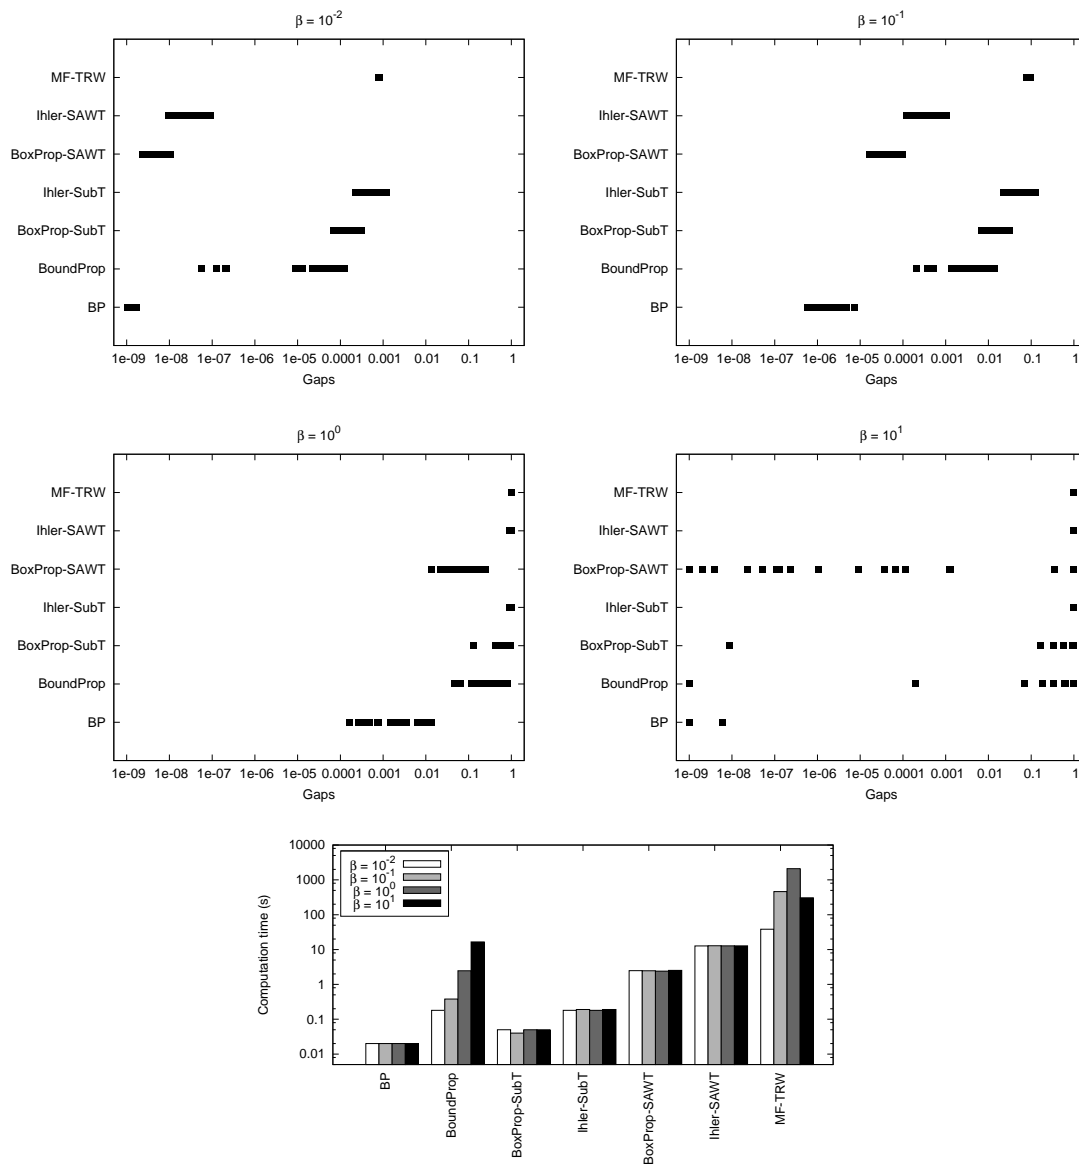 β = 10-2
MF-TRW
Ihler-SAWT
BoxProp-SAWT
Ihler-SubT
BoxProp-SubT
BoundProp
BP
1e-09 1e-08 1e-07 1e-06 1e-05 0.0001 0.001 0.01 0.1 1
Gaps
β = 10-1
MF-TRW
Ihler-SAWT
BoxProp-SAWT
Ihler-SubT
BoxProp-SubT
BoundProp
BP
1e-09 1e-08 1e-07 1e-06 1e-05 0.0001 0.001 0.01 0.1 1
Gaps
β = 100
MF-TRW
Ihler-SAWT
BoxProp-SAWT
Ihler-SubT
BoxProp-SubT
BoundProp
BP
1e-09 1e-08 1e-07 1e-06 1e-05 0.0001 0.001 0.01 0.1 1
Gaps
β = 101
MF-TRW
Ihler-SAWT
BoxProp-SAWT
Ihler-SubT
BoxProp-SubT
BoundProp
BP
1e-09 1e-08 1e-07 1e-06 1e-05 0.0001 0.001 0.01 0.1 1
Gaps
Computation time (s)
10000
1000
100
10
1
0.1
0.01
β = 10-2
β = 10-1
β = 100
β = 101
BP
BoundProp
BoxProp-SubT
Ihler-SubT
BoxProp-SAWT
Ihler-SAWT
MF-TRW